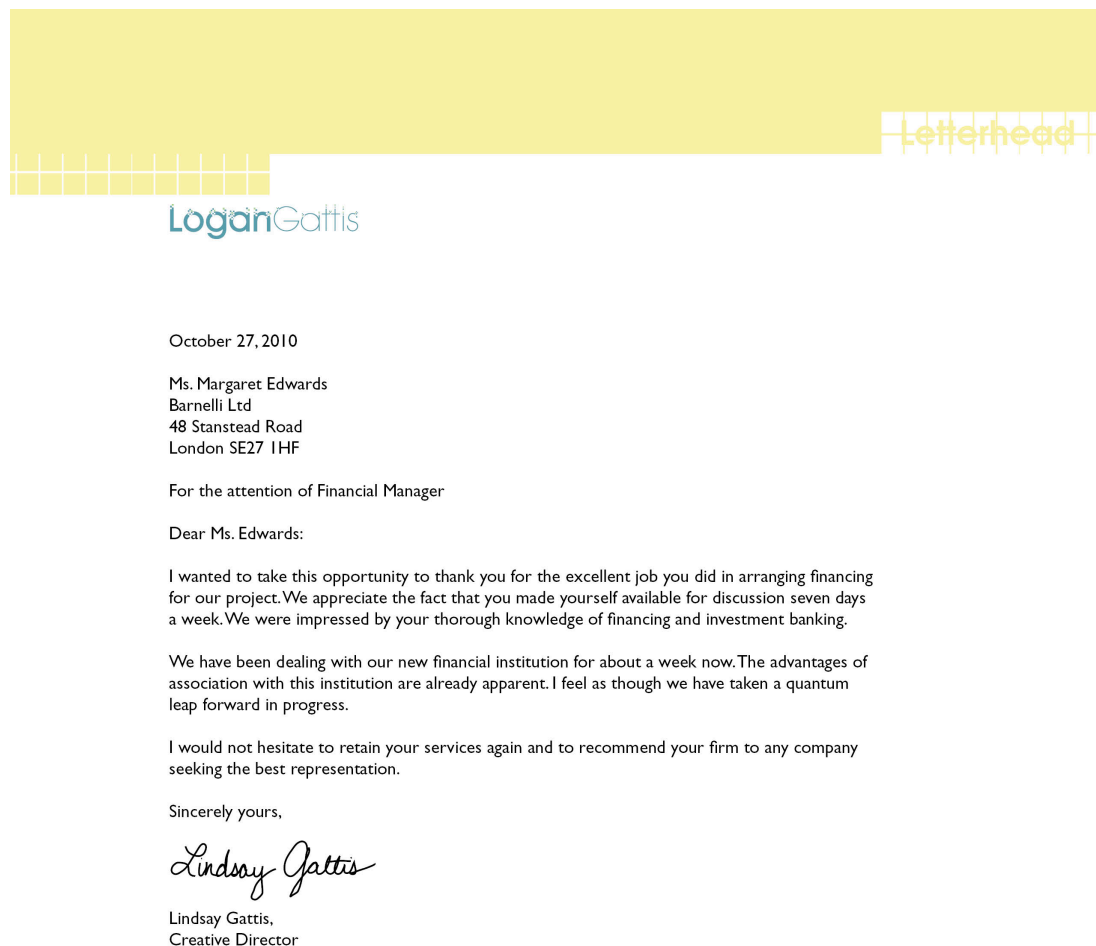 Letterhead
LoganGattis
October 27, 2010
Ms. Margaret Edwards
Barnelli Ltd
48 Stanstead Road
London SE27 1HF
For the attention of Financial Manager
Dear Ms. Edwards:
I wanted to take this opportunity to thank you for the excellent job you did in arranging financing
for our project. We appreciate the fact that you made yourself available for discussion seven days
a week. We were impressed by your thorough knowledge of financing and investment banking.
We have been dealing with our new financial institution for about a week now. The advantages of
association with this institution are already apparent. I feel as though we have taken a quantum
leap forward in progress.
I would not hesitate to retain your services again and to recommend your firm to any company
seeking the best representation.
Sincerely yours,
Lindsay Gattis
Lindsay Gattis,
Creative Director